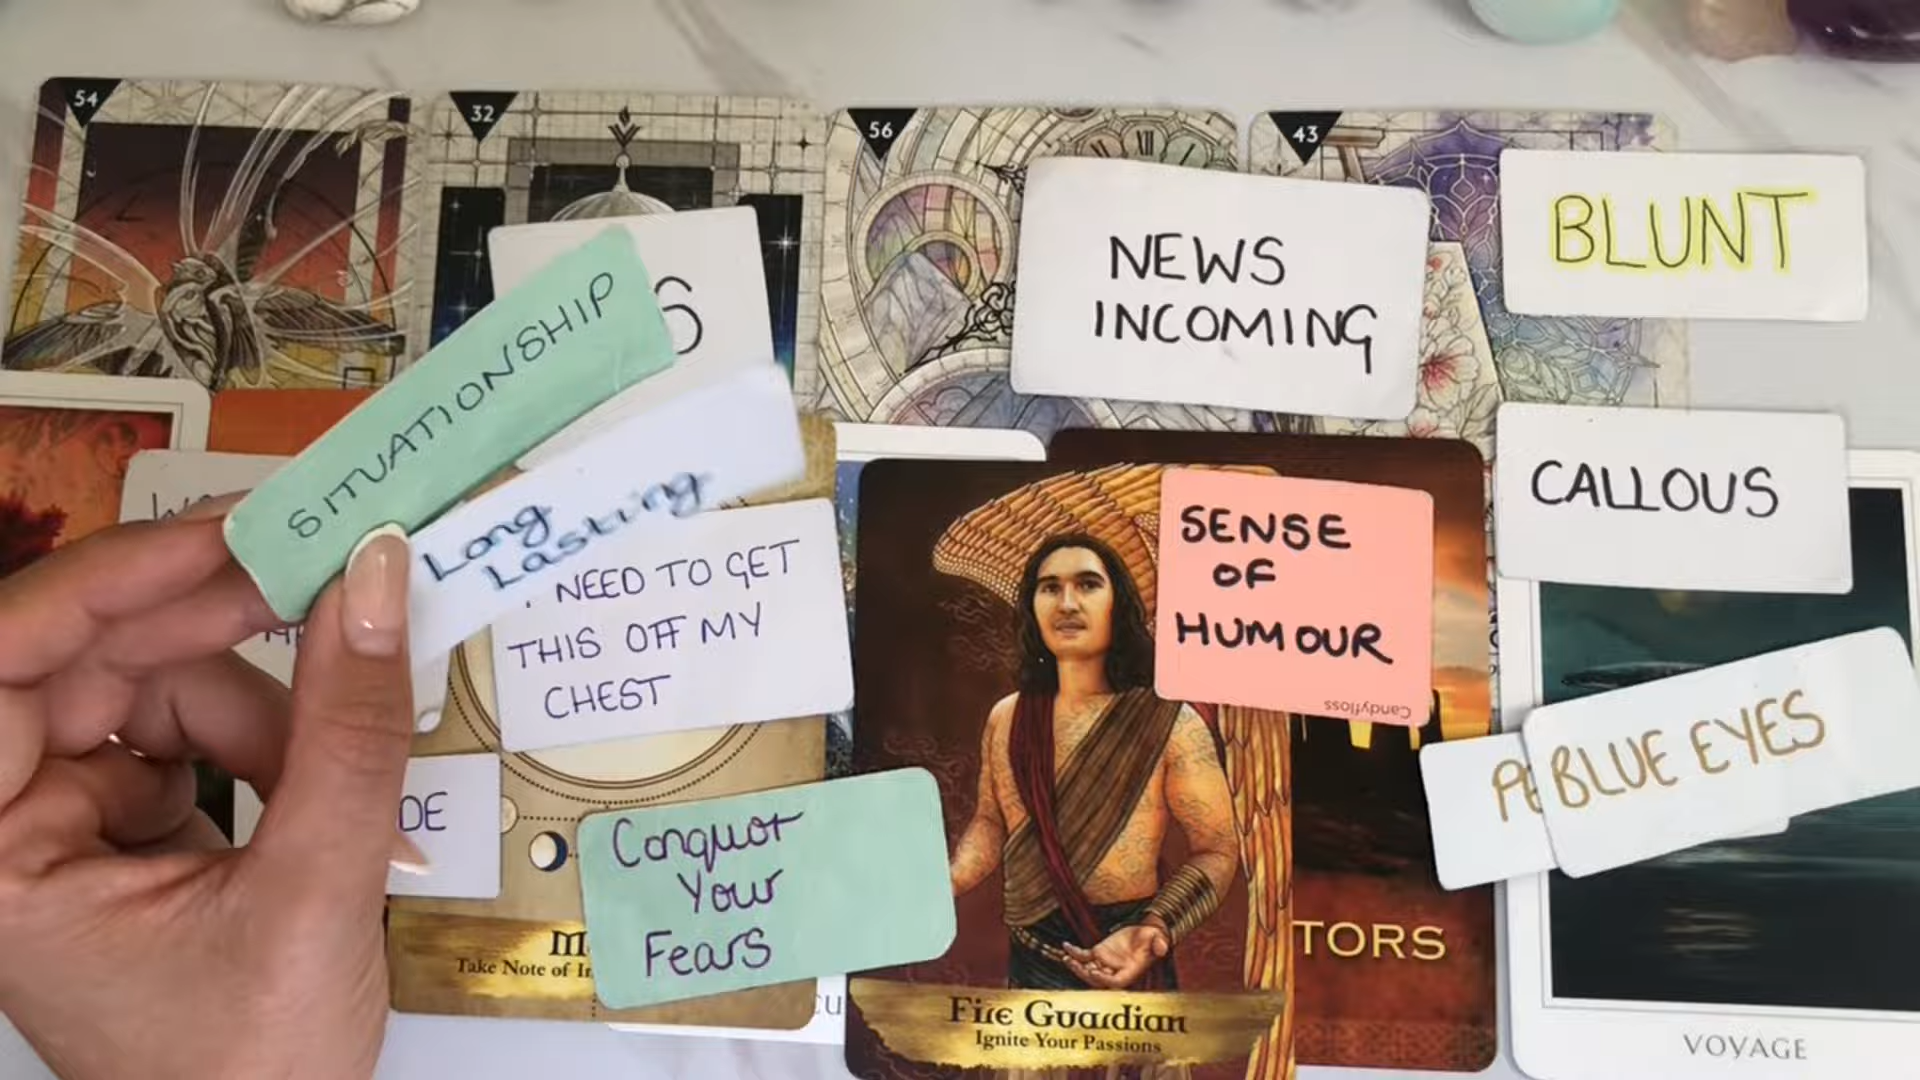 54
32
56
43
NEWS
INCOMING
BLUNT
SITUATIONSHIP
Long
Lasting
CALLOUS
SENSE
OF
HUMOUR
Candyfloss
NEED TO GET
THIS OFF MY
CHEST
BLUE EYES
DE
Conquor
Your
Fears
TORS
Take Note of
Fire Guardian
Ignite Your Passions
VOYAGE